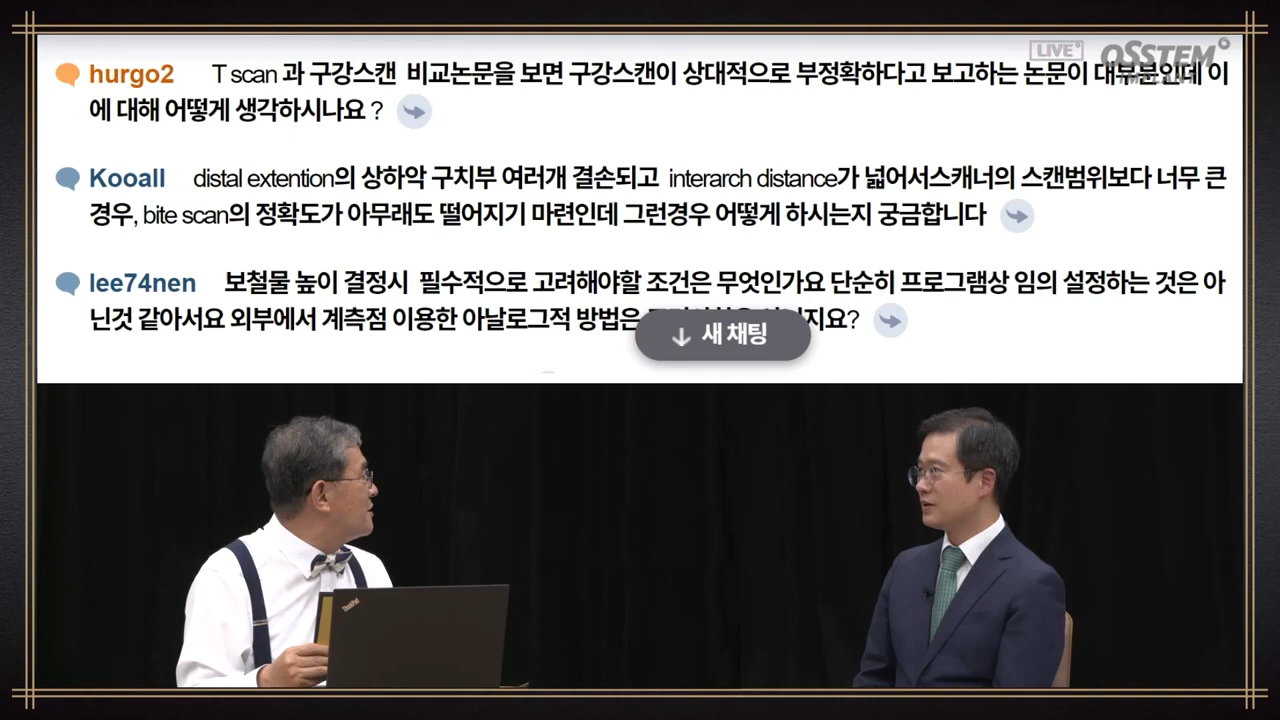 LIVE
OSSTEM
IMPLANT
hurgo2 T scan 과 구강스캔 비교논문을 보면 구강스캔이 상대적으로 부정확하다고 보고하는 논문이 대부분인데 이
에 대해 어떻게 생각하시나요 ?
Kooall distal extention의 상하악 구치부 여러개 결손되고 interarch distance가 넓어서스캐너의 스캔범위보다 너무 큰
경우, bite scan의 정확도가 아무래도 떨어지기 마련인데 그런경우 어떻게 하시는지 궁금합니다
lee74nen 보철물 높이 결정시 필수적으로 고려해야할 조건은 무엇인가요 단순히 프로그램상 임의 설정하는 것은 아
닌것 같아서요 외부에서 계측점 이용한 아날로그적 방법은
새 채팅
ThinkPad